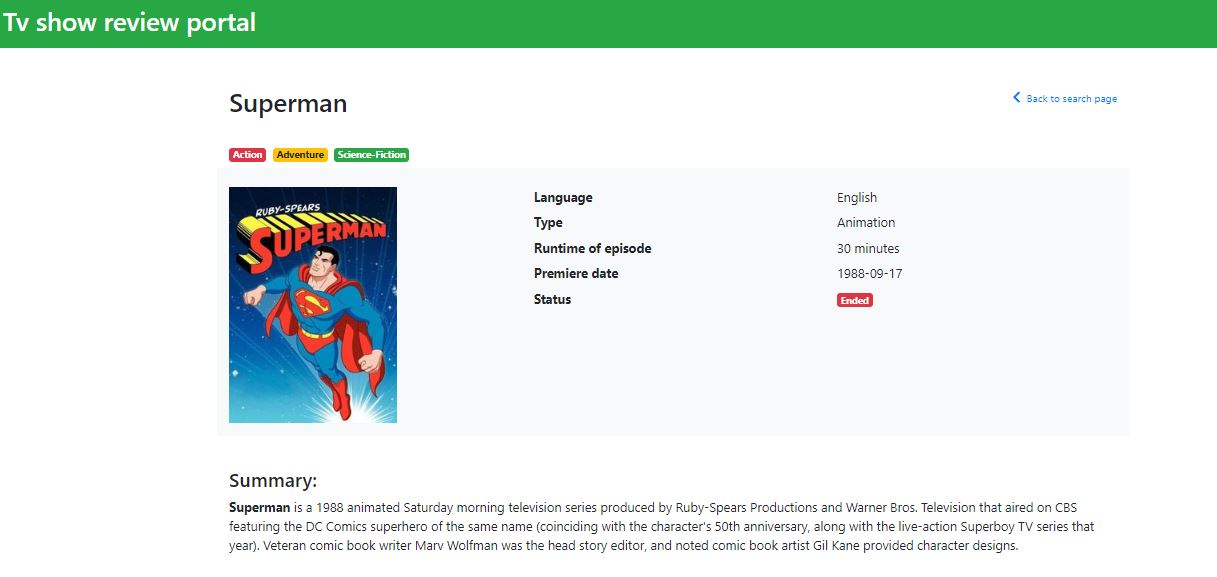 Tv show review portal
Superman
Back to search page
Action Adventure Science-Fiction
RUBY-SPEARS
SUPERMAN
Language English
Type Animation
Runtime of episode 30 minutes
Premiere date 1988-09-17
Status Ended
Summary:
Superman is a 1988 animated Saturday morning television series produced by Ruby-Spears Productions and Warner Bros. Television that aired on CBS
featuring the DC Comics superhero of the same name (coinciding with the character's 50th anniversary, along with the live-action Superboy TV series that
year). Veteran comic book writer Marv Wolfman was the head story editor, and noted comic book artist Gil Kane provided character designs.